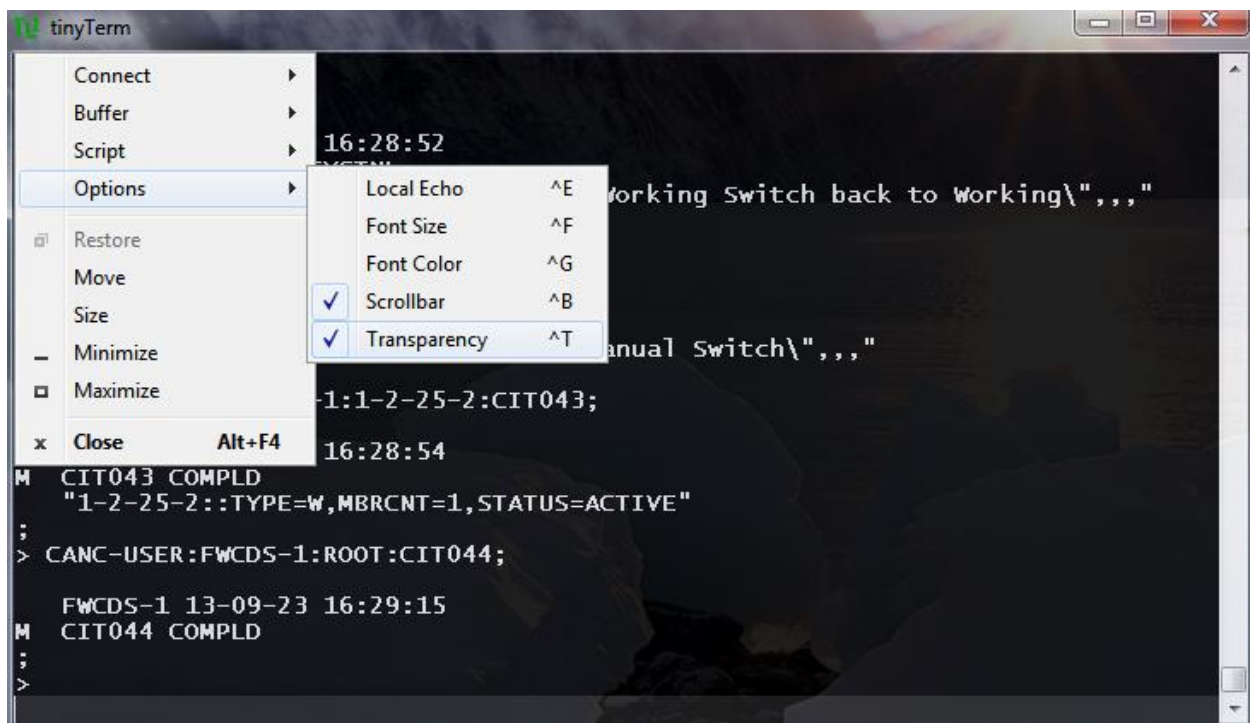 tinyTerm
Connect
Buffer
Script
Options
Restore
Move
Size
Minimize
Maximize
Close Alt+F4
Local Echo ^E
Font Size ^F
Font Color ^G
Scrollbar ^B
Transparency ^T
16:28:52
Working Switch back to Working\",,,"
anual Switch\",,,"
-1:1-2-25-2:CIT043;
16:28:54
M CIT043 COMPLD
"1-2-25-2::TYPE=W,MBRCNT=1,STATUS=ACTIVE"
;
> CANC-USER:FWCDS-1:ROOT:CIT044;
FWCDS-1 13-09-23 16:29:15
M CIT044 COMPLD
;
>